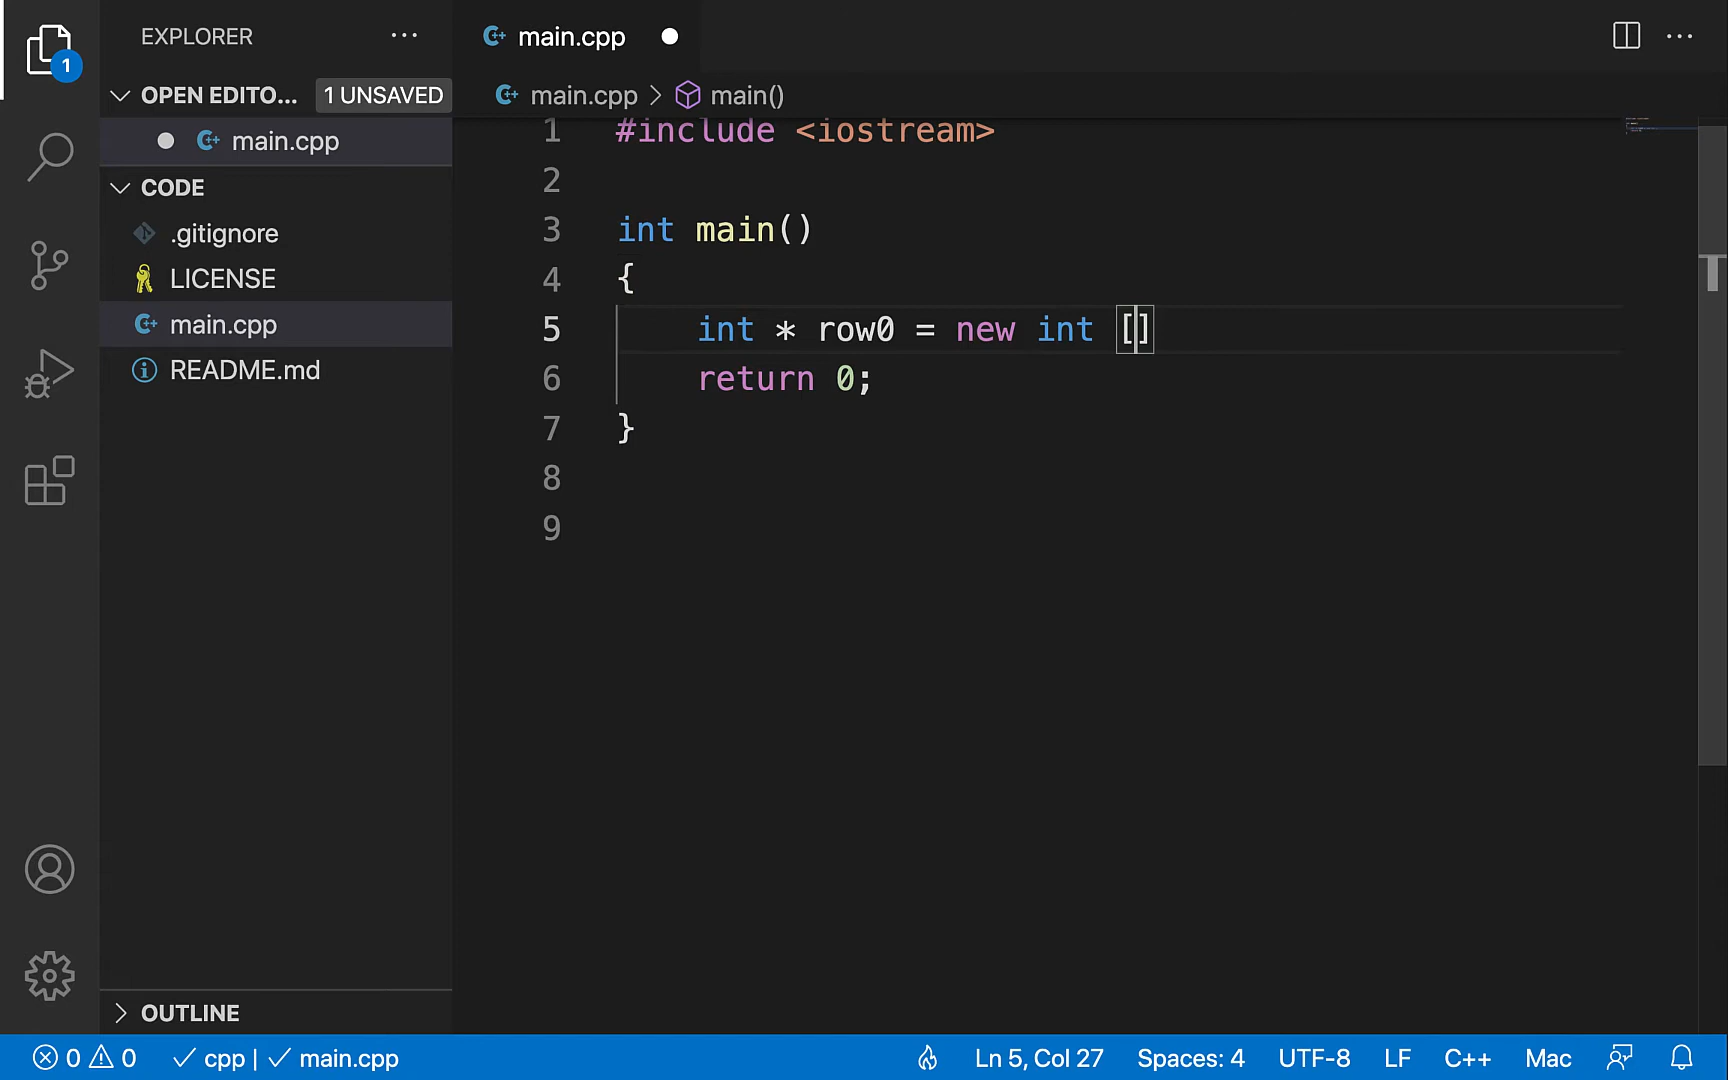 EXPLORER
1
OPEN EDITO...
1 UNSAVED
main.cpp
CODE
.gitignore
LICENSE
main.cpp
README.md
OUTLINE
main.cpp
main.cpp > main()
1 #include <iostream>
2
3 int main()
4 {
5 int * row0 = new int []
6 return 0;
7 }
8
9
0 0 cpp | main.cpp Ln 5, Col 27 Spaces: 4 UTF-8 LF C++ Mac